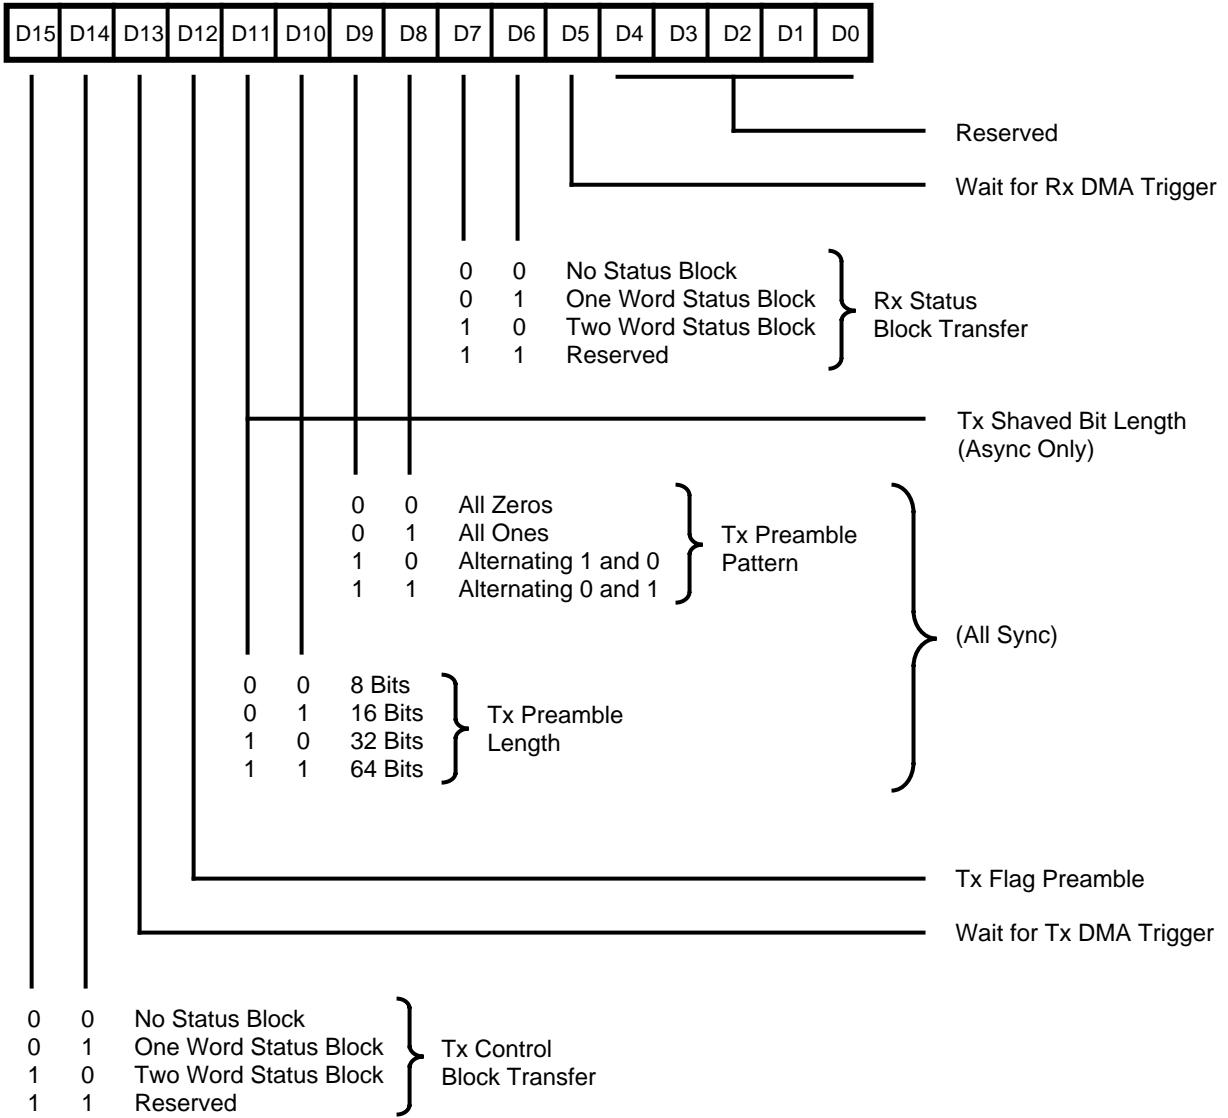 D15 D14 D13 D12 D11 D10 D9 D8 D7 D6 D5 D4 D3 D2 D1 D0
Reserved
Wait for Rx DMA Trigger
0 0 No Status Block
0 1 One Word Status Block
1 0 Two Word Status Block
1 1 Reserved
Rx Status
Block Transfer
Tx Shaved Bit Length
(Async Only)
0 0 All Zeros
0 1 All Ones
1 0 Alternating 1 and 0
1 1 Alternating 0 and 1
Tx Preamble
Pattern
(All Sync)
0 0 8 Bits
0 1 16 Bits
1 0 32 Bits
1 1 64 Bits
Tx Preamble
Length
Tx Flag Preamble
Wait for Tx DMA Trigger
0 0 No Status Block
0 1 One Word Status Block
1 0 Two Word Status Block
1 1 Reserved
Tx Control
Block Transfer